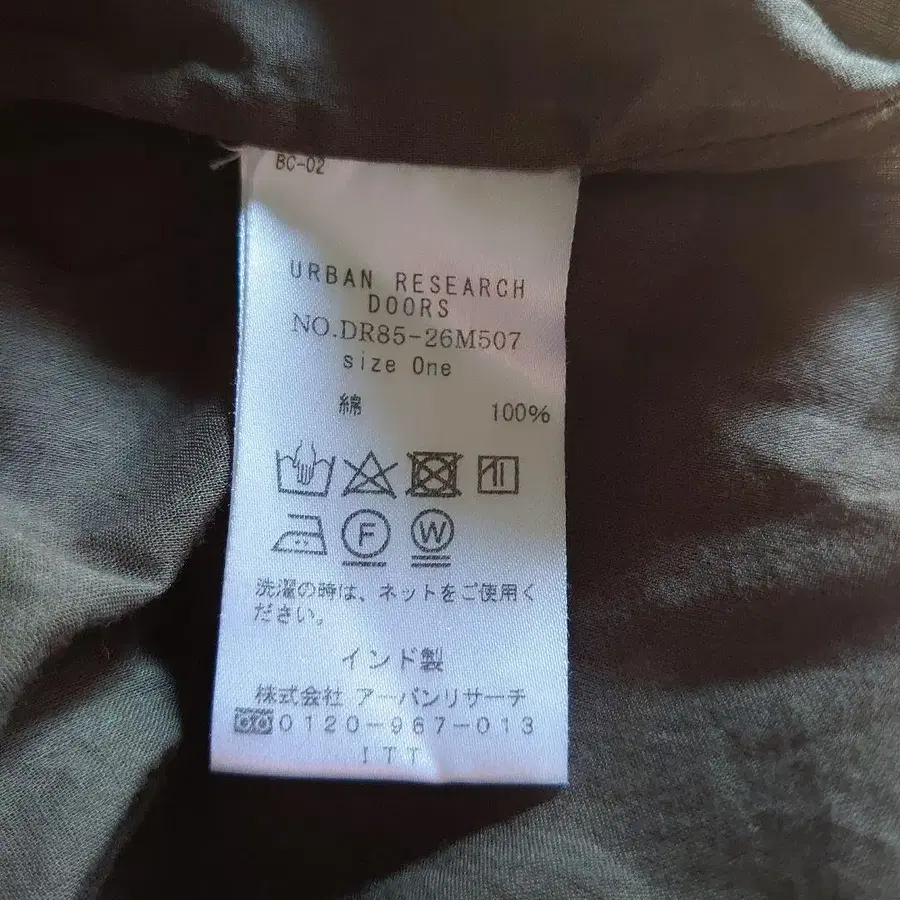 BC-02
URBAN RESEARCH
DOORS
NO.DR85-26M507
size One
綿 100%
F W
洗濯の時は、ネットをご使用く
ださい。
インド製
株式会社 アーバンリサーチ
0120-967-013
ITT